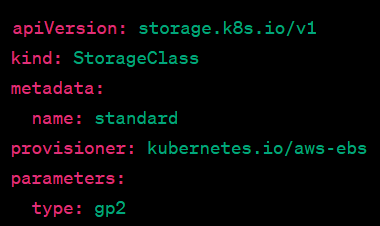 apiVersion: storage.k8s.io/v1
kind: StorageClass
metadata:
  name: standard
provisioner: kubernetes.io/aws-ebs
parameters:
  type: gp2